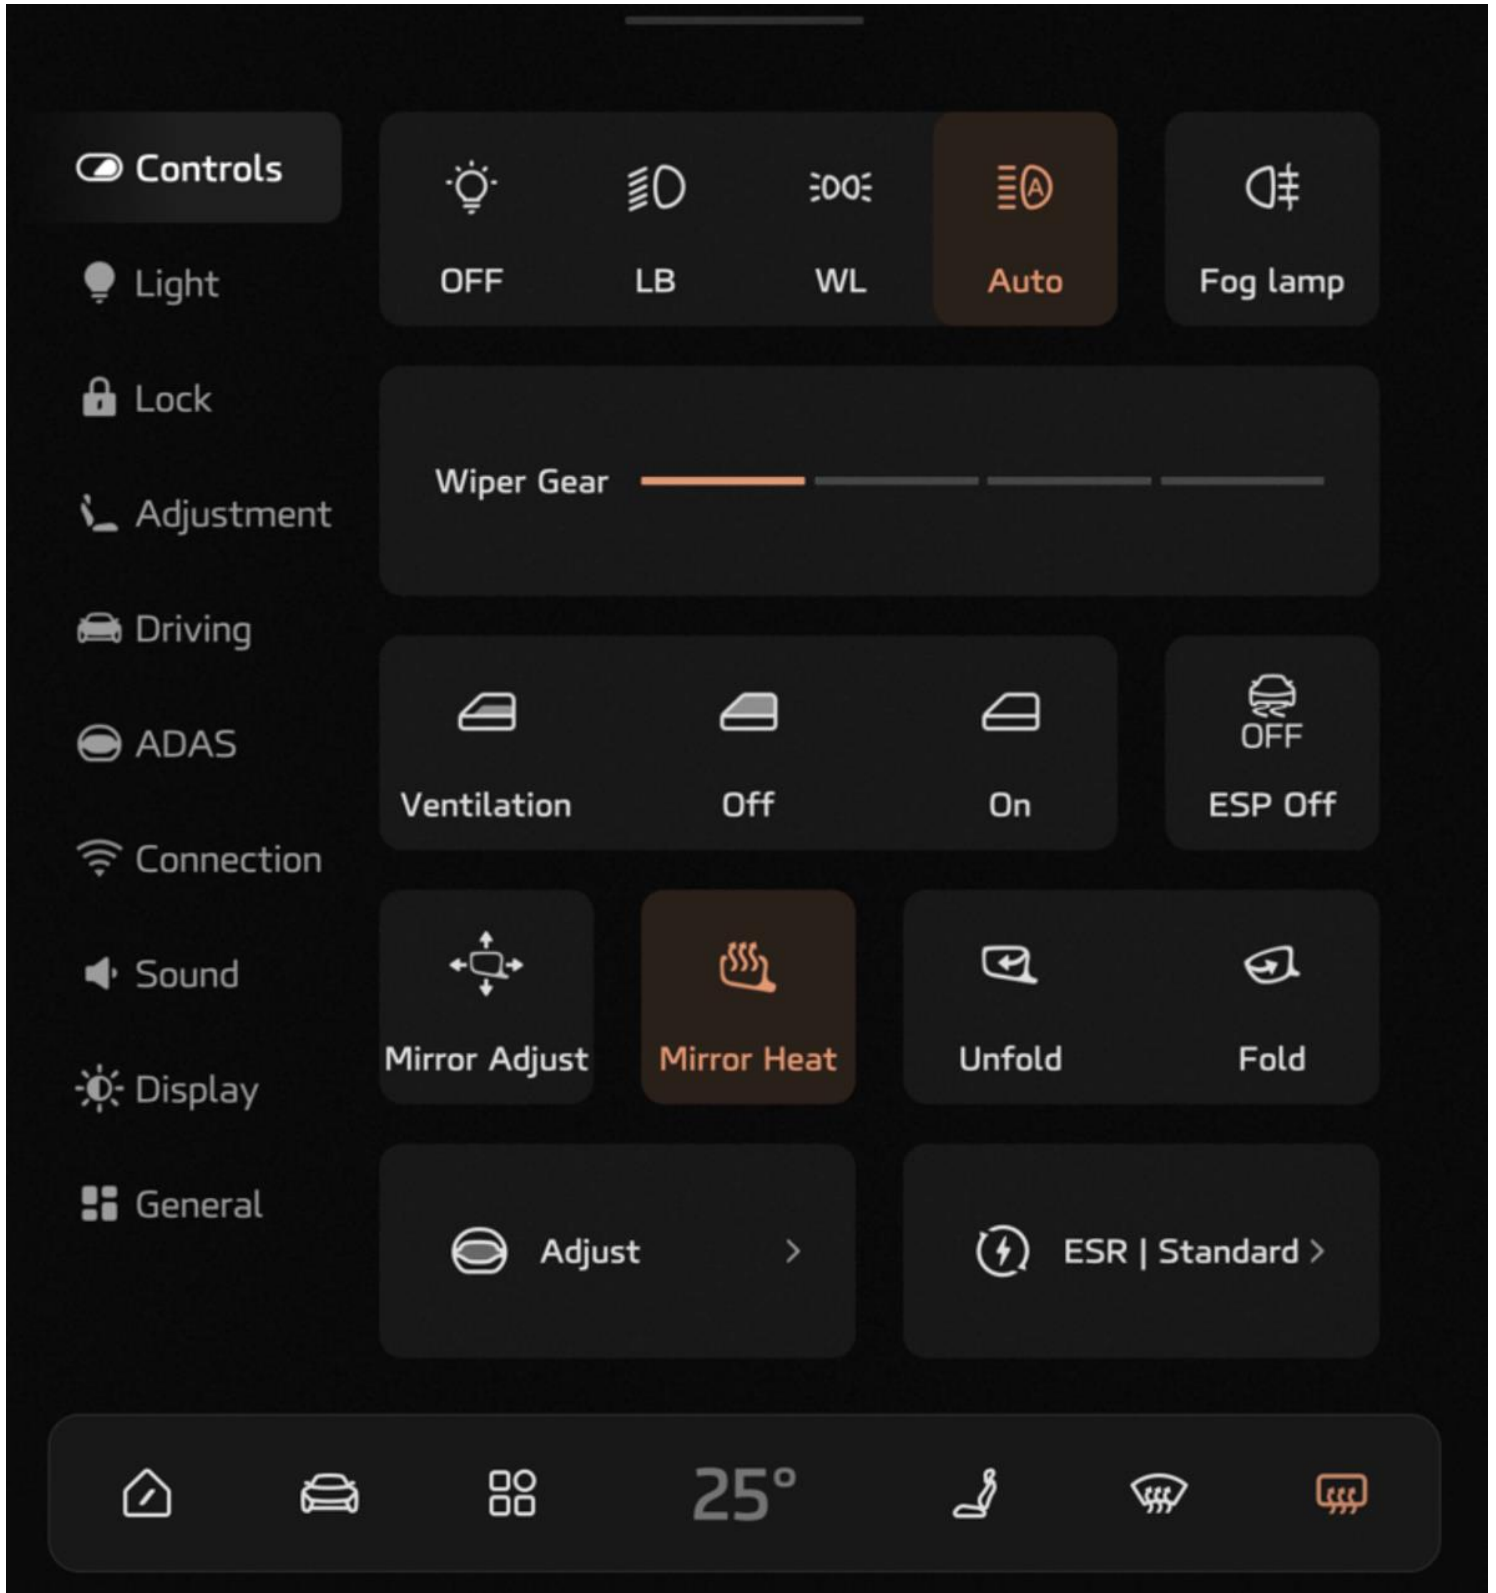 Controls
Light
Lock
Adjustment
Driving
ADAS
Connection
Sound
Display
General
OFF
LB
WL
A
Auto
Fog lamp
Wiper Gear
Ventilation
Off
On
OFF
ESP Off
Mirror Adjust
Mirror Heat
Unfold
Fold
Adjust
ESR | Standard
25°